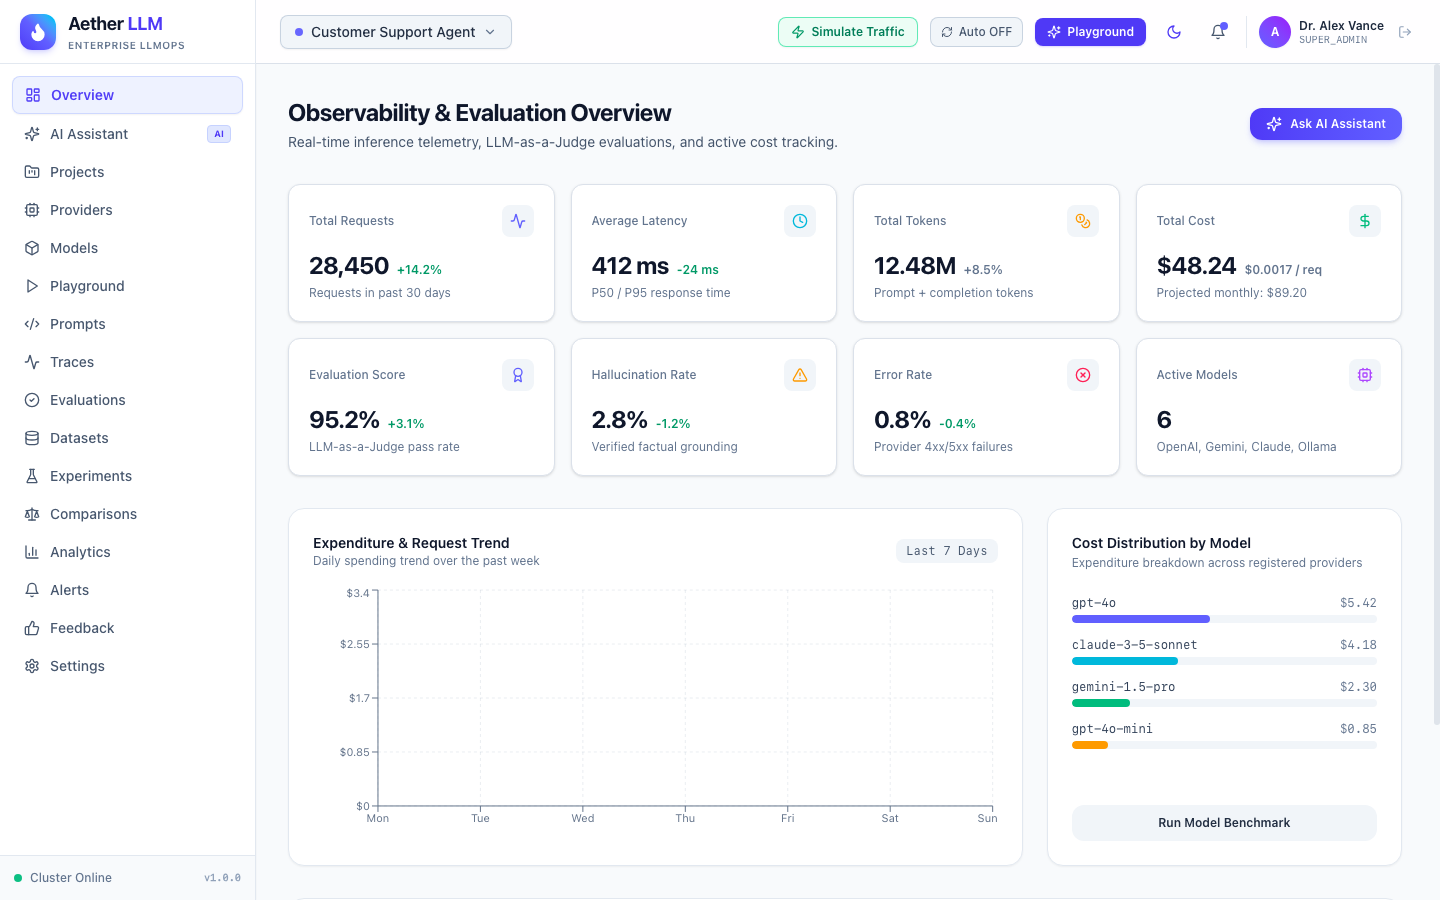 Aether LLM
ENTERPRISE LLMOPS
Customer Support Agent
Simulate Traffic
Auto OFF
Playground
A
Dr. Alex Vance
SUPER_ADMIN
Overview
AI Assistant
AI
Projects
Providers
Models
Playground
Prompts
Traces
Evaluations
Datasets
Experiments
Comparisons
Analytics
Alerts
Feedback
Settings
Cluster Online
v1.0.0
Observability & Evaluation Overview
Real-time inference telemetry, LLM-as-a-Judge evaluations, and active cost tracking.
Ask AI Assistant
Total Requests
28,450 +14.2%
Requests in past 30 days
Average Latency
412 ms -24 ms
P50 / P95 response time
Total Tokens
12.48M +8.5%
Prompt + completion tokens
Total Cost
$48.24 $0.0017 / req
Projected monthly: $89.20
Evaluation Score
95.2% +3.1%
LLM-as-a-Judge pass rate
Hallucination Rate
2.8% -1.2%
Verified factual grounding
Error Rate
0.8% -0.4%
Provider 4xx/5xx failures
Active Models
6
OpenAI, Gemini, Claude, Ollama
Expenditure & Request Trend
Daily spending trend over the past week
Last 7 Days
$3.4
$2.55
$1.7
$0.85
$0
Mon Tue Wed Thu Fri Sat Sun
Cost Distribution by Model
Expenditure breakdown across registered providers
gpt-4o $5.42
claude-3-5-sonnet $4.18
gemini-1.5-pro $2.30
gpt-4o-mini $0.85
Run Model Benchmark